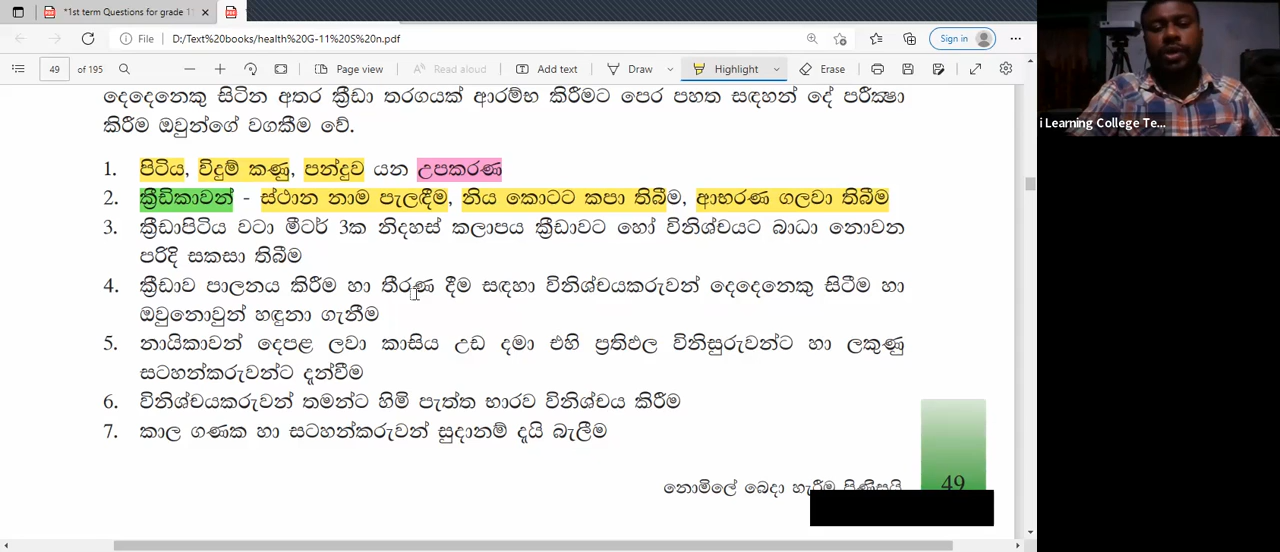 *1st term Questions for grade 1
File
D:/Text%20books/health%20G-11%20S%20n.pdf
Sign in
49 of 195
Page view
Read aloud
Add text
Draw
Highlight
Erase
i Learning College Te...
දෙදෙනෙකු සිටින අතර ක්‍රීඩා තරගයක් ආරම්භ කිරීමට පෙර පහත සඳහන් දේ පරීක්‍ෂා
කිරීම ඔවුන්ගේ වගකීම වේ.
1. පිටිය, විදුම් කණු, පන්දුව යන උපකරණ
2. ක්‍රීඩිකාවන් - ස්ථාන නාම පැලඳීම, නිය කොටට කපා තිබීම, ආභරණ ගලවා තිබීම
3. ක්‍රීඩාපිටිය වටා මීටර් 3ක නිදහස් කලාපය ක්‍රීඩාවට හෝ විනිශ්චයට බාධා නොවන
පරිදි සකසා තිබීම
4. ක්‍රීඩාව පාලනය කිරීම හා තීරණ දීම සඳහා විනිශ්චයකරුවන් දෙදෙනෙකු සිටීම හා
ඔවුනොවුන් හඳුනා ගැනීම
5. නායිකාවන් දෙපළ ලවා කාසිය උඩ දමා එහි ප්‍රතිඵල විනිසුරුවන්ට හා ලකුණු
සටහන්කරුවන්ට දැන්වීම
6. විනිශ්චයකරුවන් තමන්ට හිමි පැත්ත භාරව විනිශ්චය කිරීම
7. කාල ගණක හා සටහන්කරුවන් සුදානම් දැයි බැලීම
නොමිලේ බෙදා හැරීම පිණිසයි
49